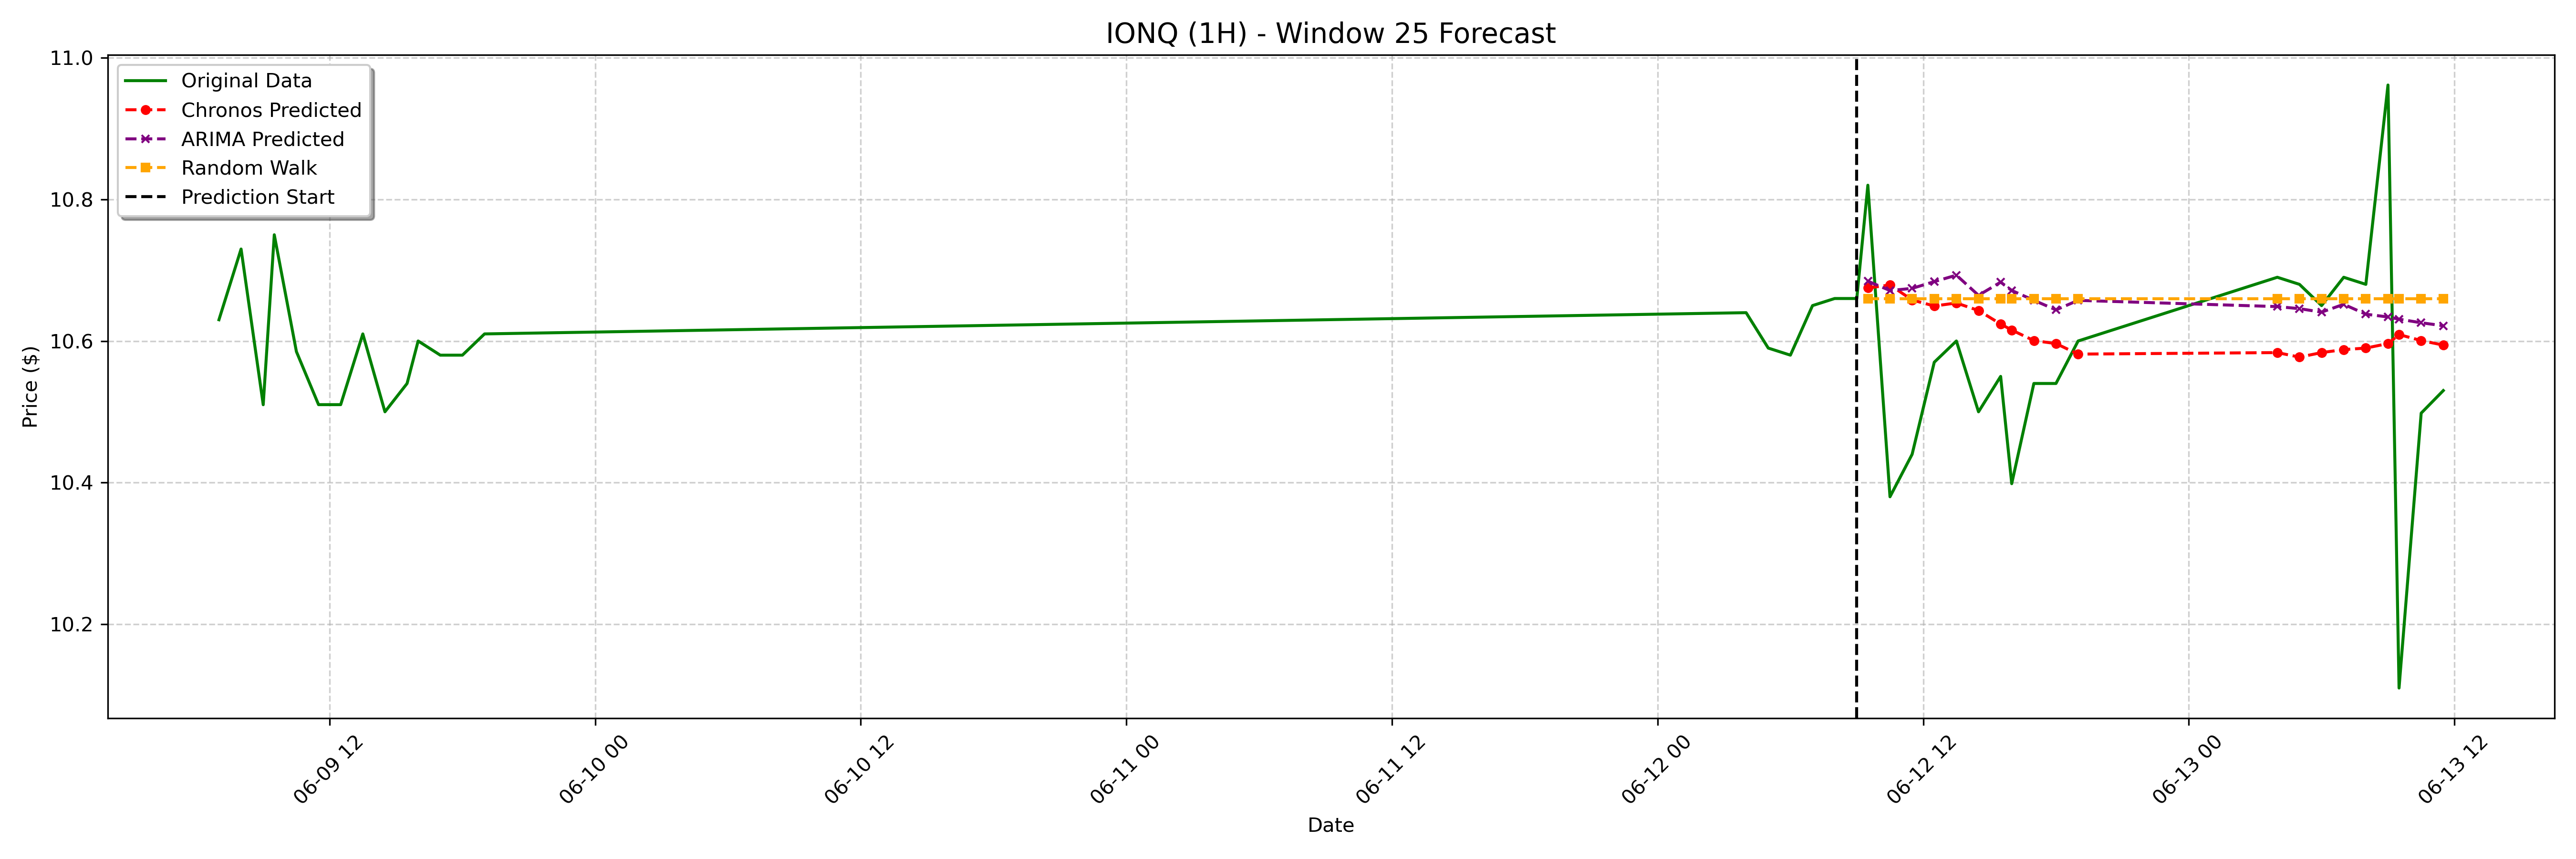 IONQ (1H) - Window 25 Forecast
Original Data
Chronos Predicted
ARIMA Predicted
Random Walk
Prediction Start
Price ($)
11.0
10.8
10.6
10.4
10.2
06-09 12
06-10 00
06-10 12
06-11 00
06-11 12
06-12 00
06-12 12
06-13 00
06-13 12
Date